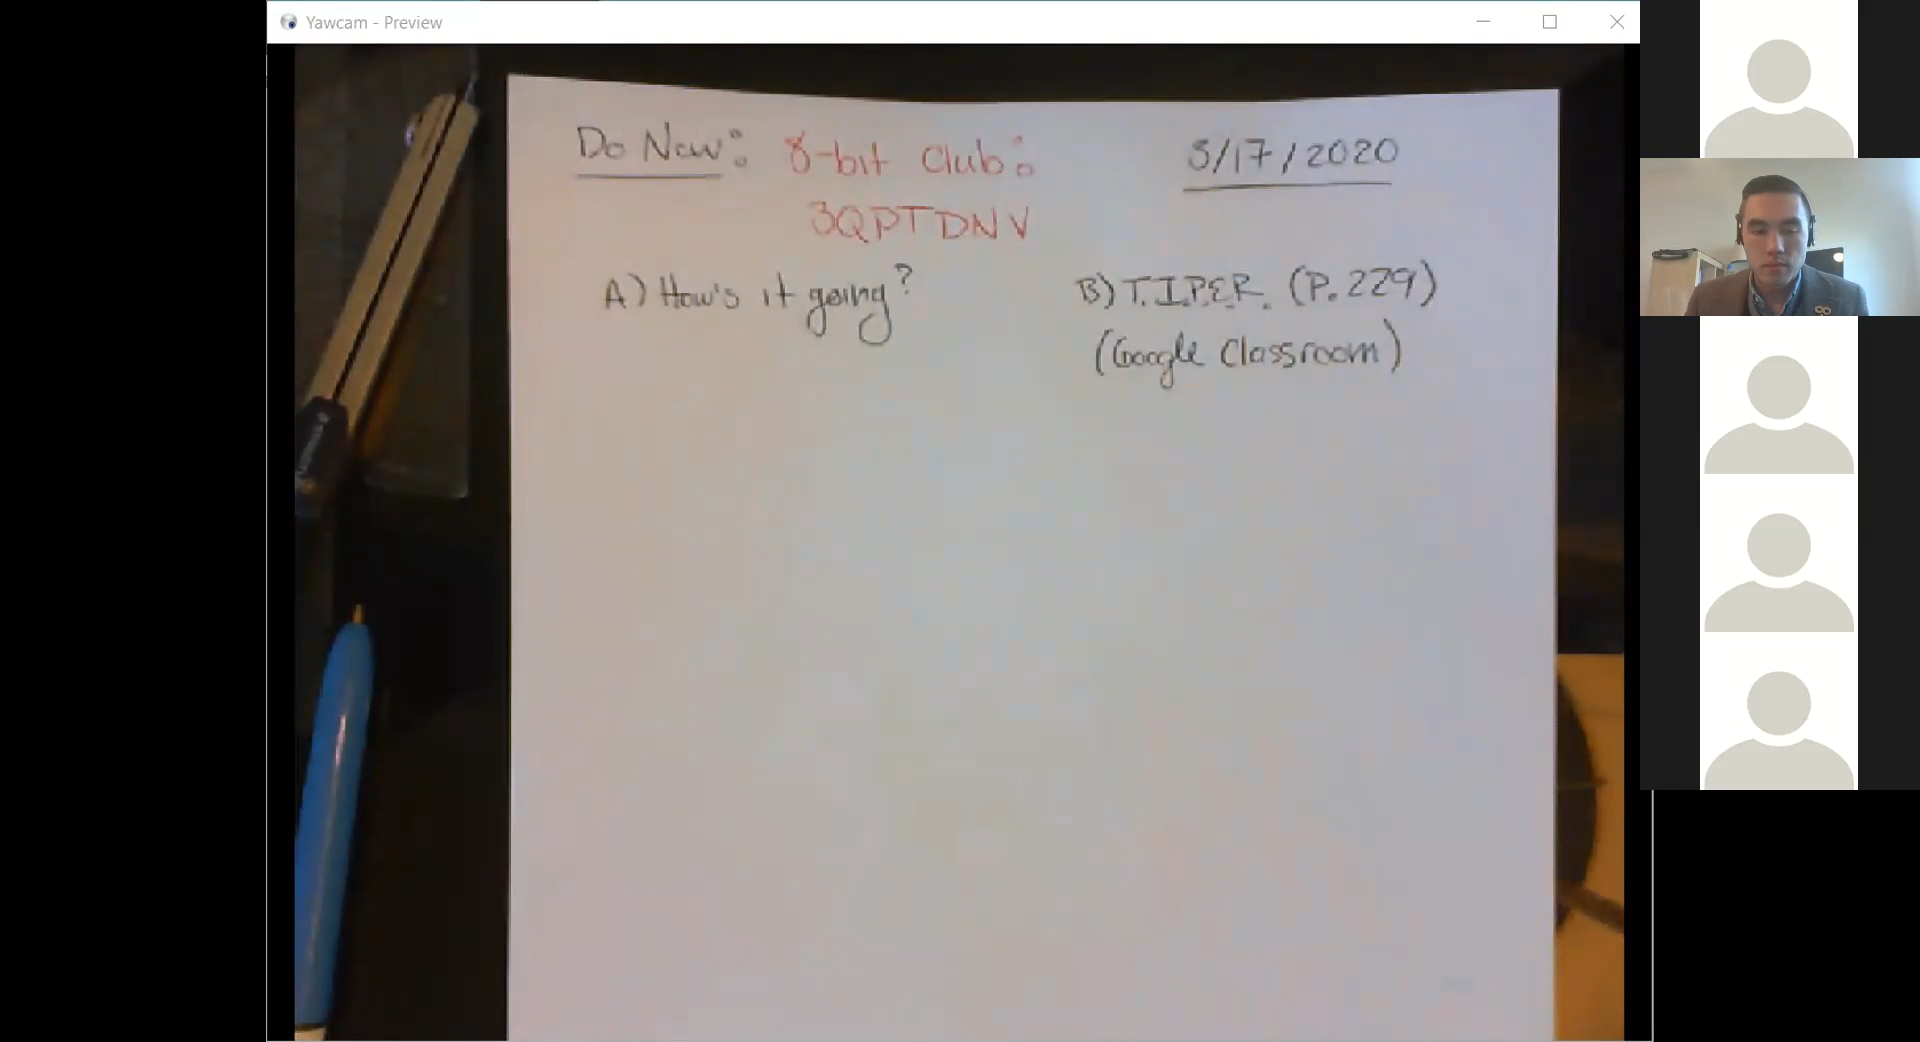 Yawcam - Preview
Do Now: 8-bit Club: 5/17/2020
3QPTDNV
A) How's it going? B) T.I.P.E.R. (P. 229)
(Google Classroom)